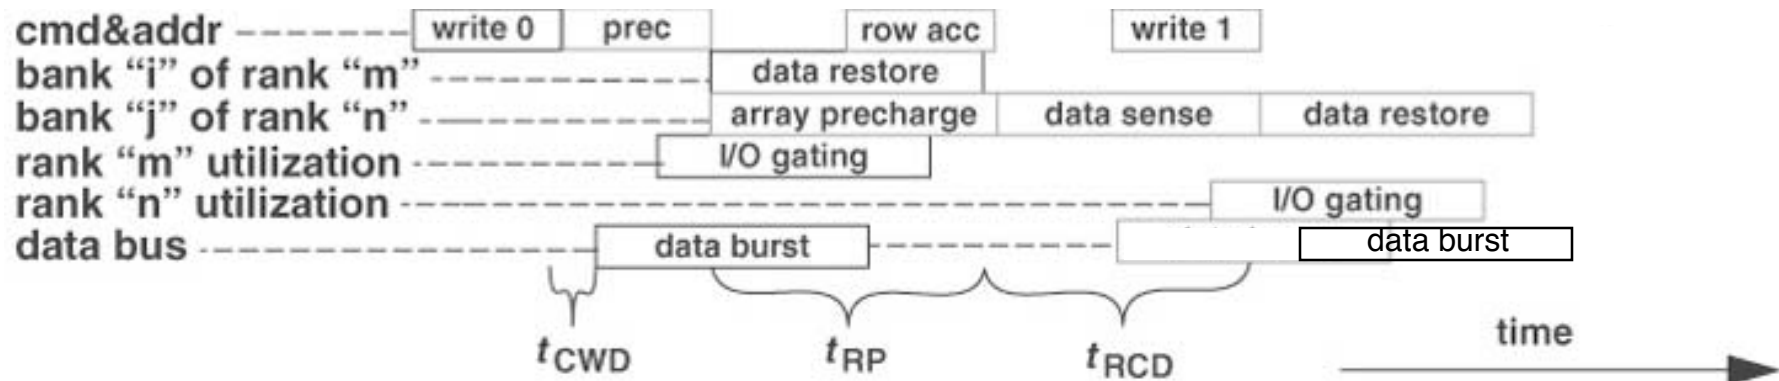 cmd&addr write 0 prec row acc write 1
bank “i” of rank “m” data restore
bank “j” of rank “n” array precharge data sense data restore
rank “m” utilization I/O gating
rank “n” utilization I/O gating
data bus data burst data burst
tCWD tRP tRCD time